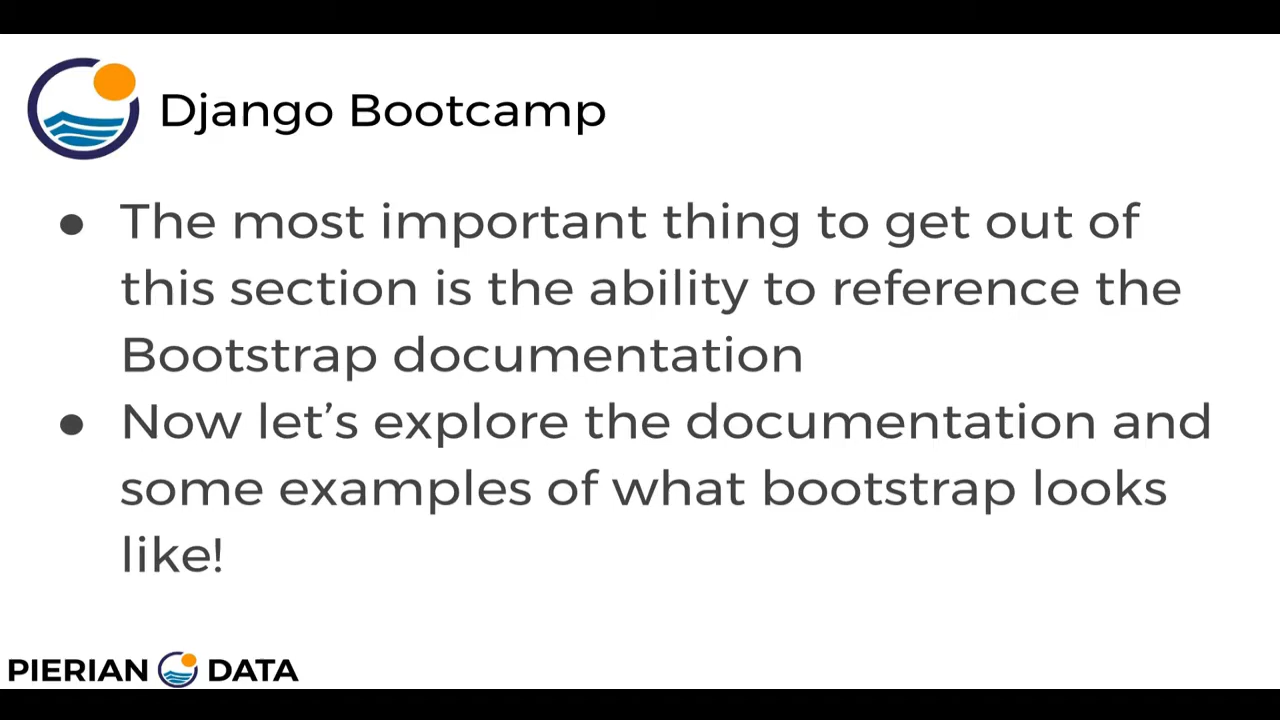 Django Bootcamp
● The most important thing to get out of
this section is the ability to reference the
Bootstrap documentation
● Now let’s explore the documentation and
some examples of what bootstrap looks
like!
PIERIAN DATA